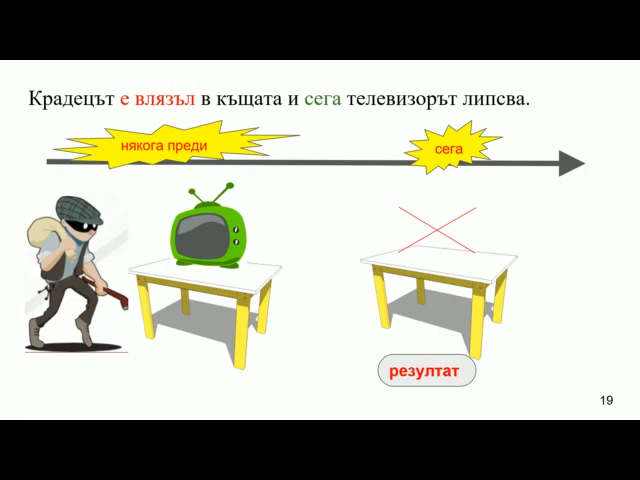 Крадецът е влязъл в къщата и сега телевизорът липсва.
някога преди
сега
резултат
19